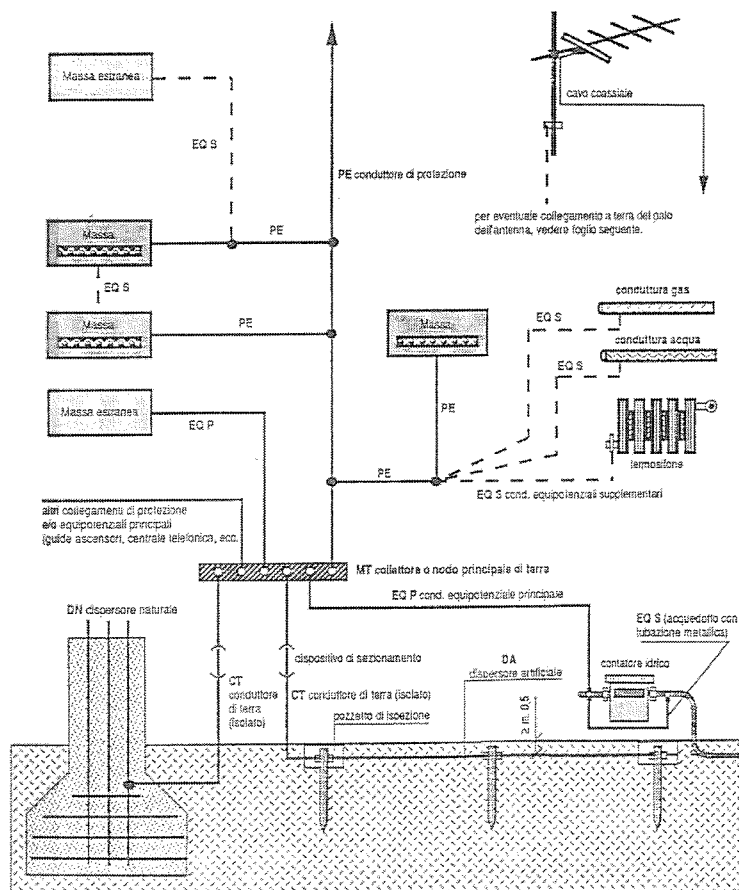 Massa estranea
EQ S
PE conduttore di protezione
cavo coassiale
per eventuale collegamento a terra del palo
dell'antenna, vedere foglio seguente.
Massa
PE
EQ S
Massa
PE
Massa
PE
EQ S
conduttura gas
EQ S
conduttura acqua
termosifone
Massa estranea
EQ P
PE
EQ S cond. equipotenziali supplementari
altri collegamenti di protezione
e/o equipotenziali principali
(guide ascensori, centrale telefonica, ecc.
MT collettore o nodo principale di terra
EQ P cond. equipotenziale principale
DN dispersore naturale
dispositivo di sezionamento
CT
conduttore
di terra
(isolato)
CT conduttore di terra (isolato)
pozzetto di ispezione
DA
dispersore artificiale
≥ m. 0,5
contatore idrico
EQ S (acquedotto con
tubazione metallica)